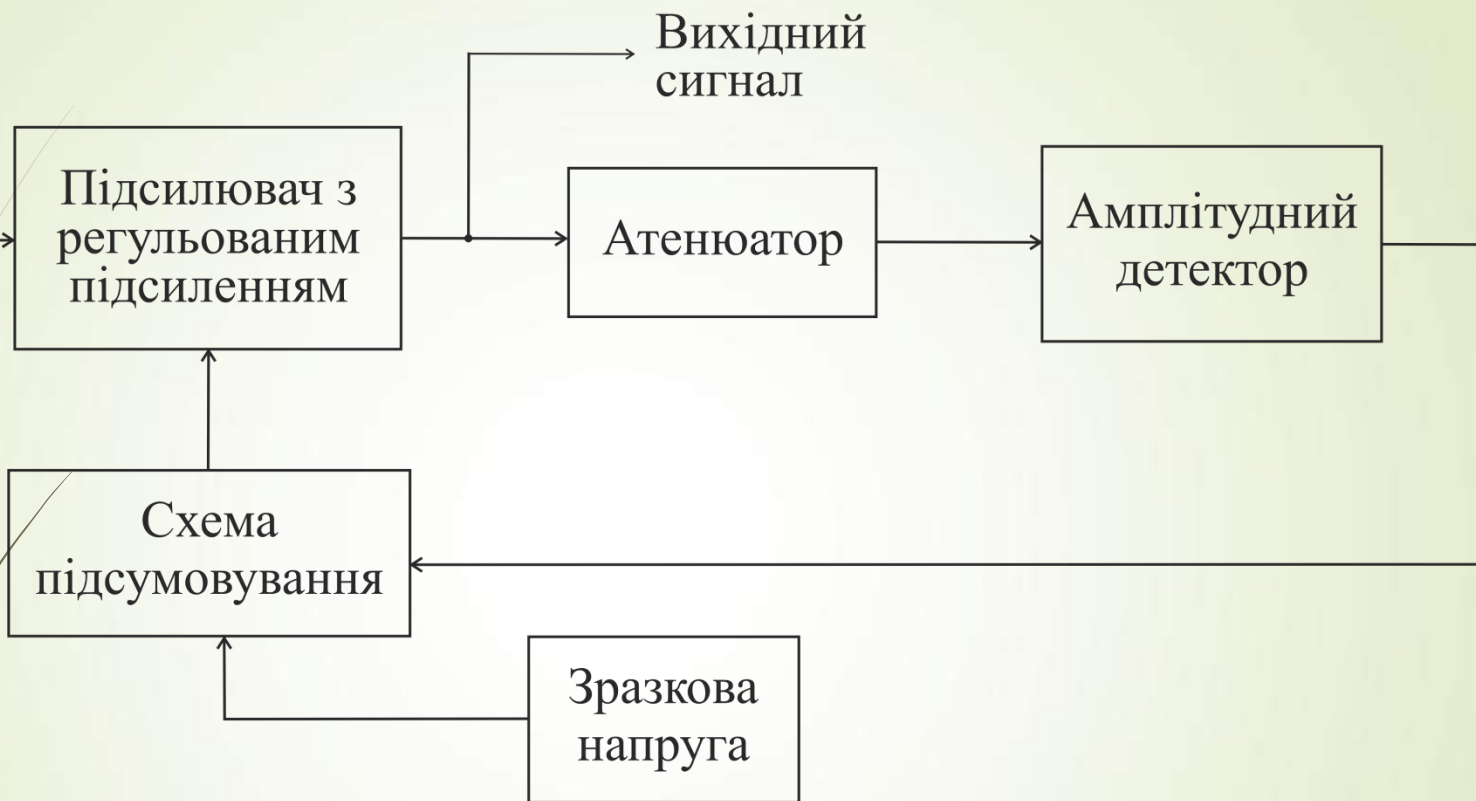 Вихідний
сигнал
Підсилювач з
регульованим
підсиленням
Атенюатор
Амплітудний
детектор
Схема
підсумовування
Зразкова
напруга